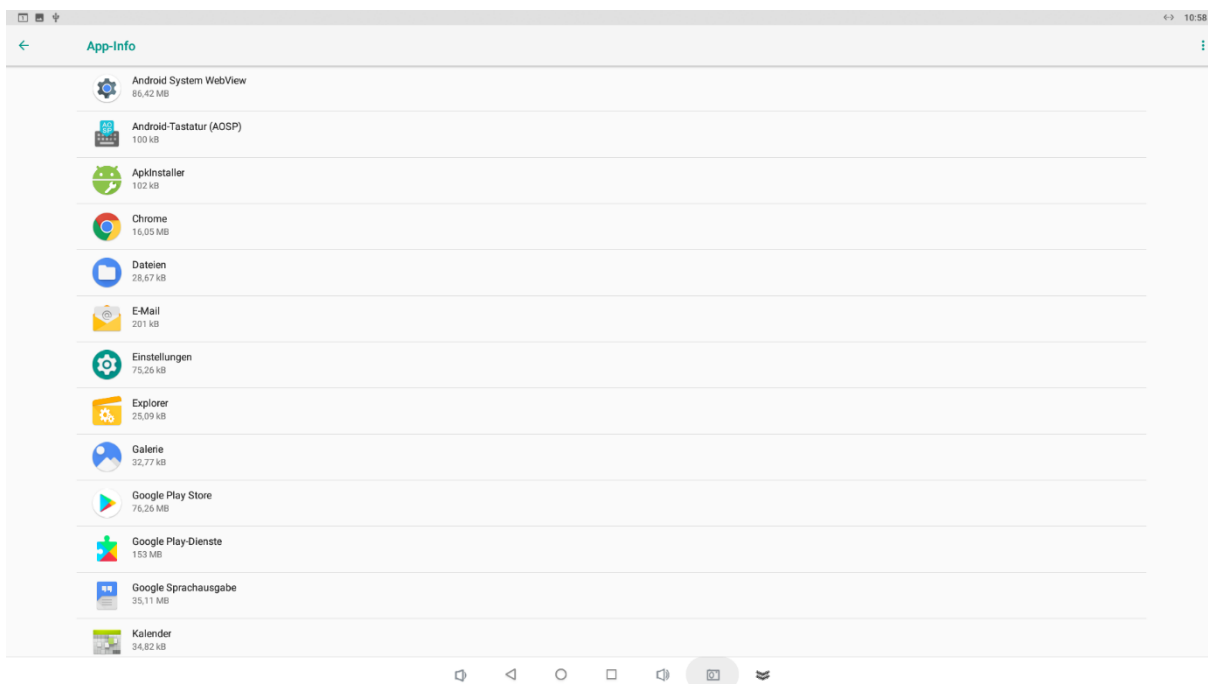 10:58
App-Info
Android System WebView
86,42 MB
Android-Tastatur (AOSP)
100 kB
ApkInstaller
102 kB
Chrome
16,05 MB
Dateien
28,67 kB
E-Mail
201 kB
Einstellungen
75,26 kB
Explorer
25,09 kB
Galerie
32,77 kB
Google Play Store
76,26 MB
Google Play-Dienste
153 MB
Google Sprachausgabe
35,11 MB
Kalender
34,82 kB